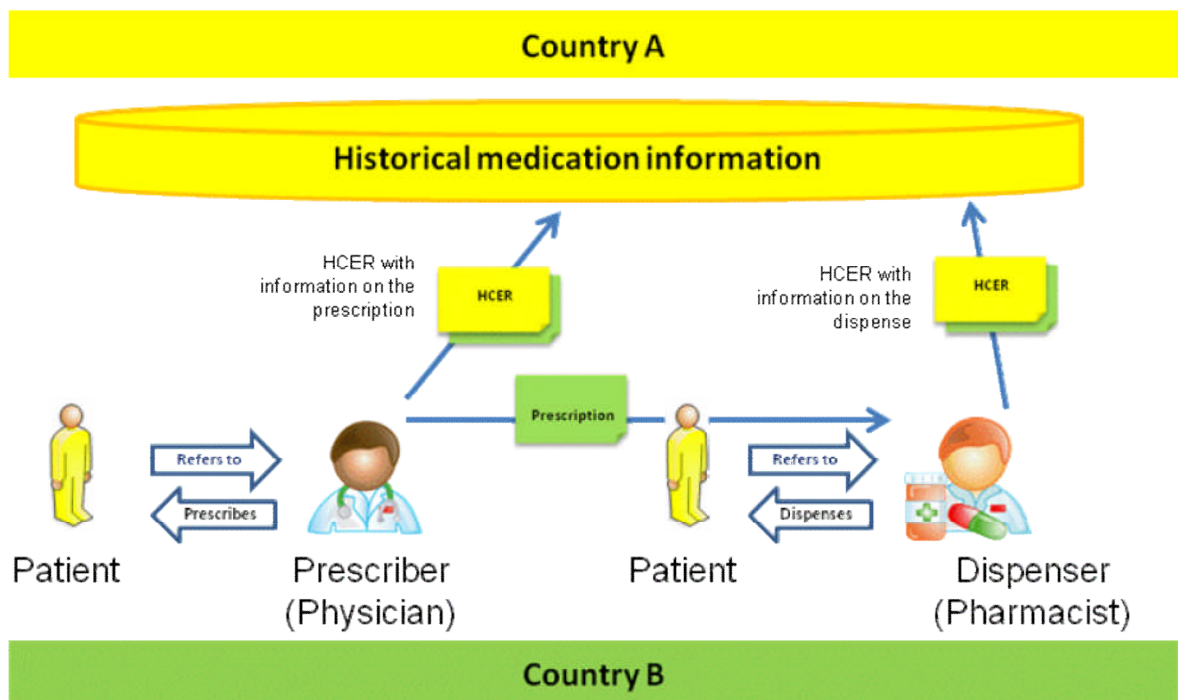 Country A
Historical medication information
HCER with
information on the
prescription
HCER
HCER with
information on the
dispense
HCER
Prescription
Refers to
Prescribes
Refers to
Dispenses
Patient
Prescriber
(Physician)
Patient
Dispenser
(Pharmacist)
Country B